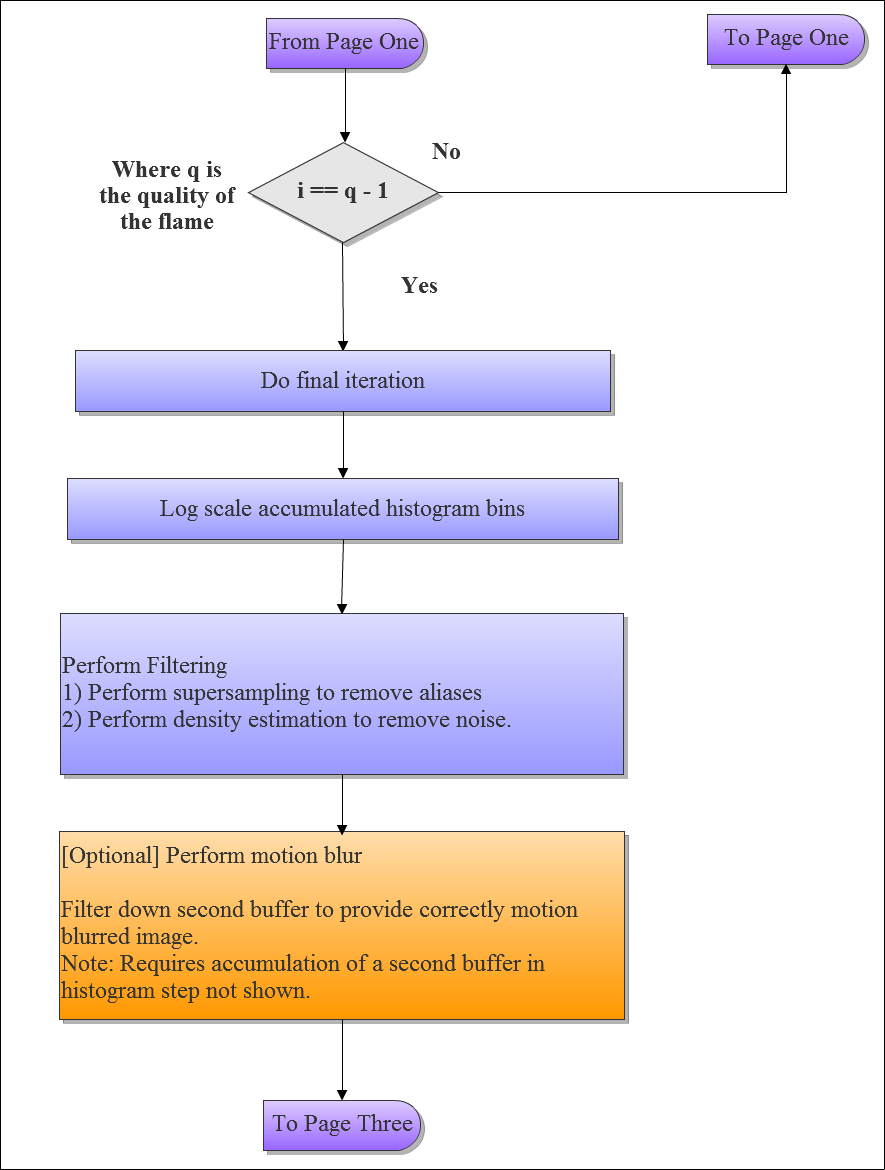 From Page One
To Page One
No
Where q is
the quality of
the flame
i == q - 1
Yes
Do final iteration
Log scale accumulated histogram bins
Perform Filtering
1) Perform supersampling to remove aliases
2) Perform density estimation to remove noise.
[Optional] Perform motion blur
Filter down second buffer to provide correctly motion
blurred image.
Note: Requires accumulation of a second buffer in
histogram step not shown.
To Page Three